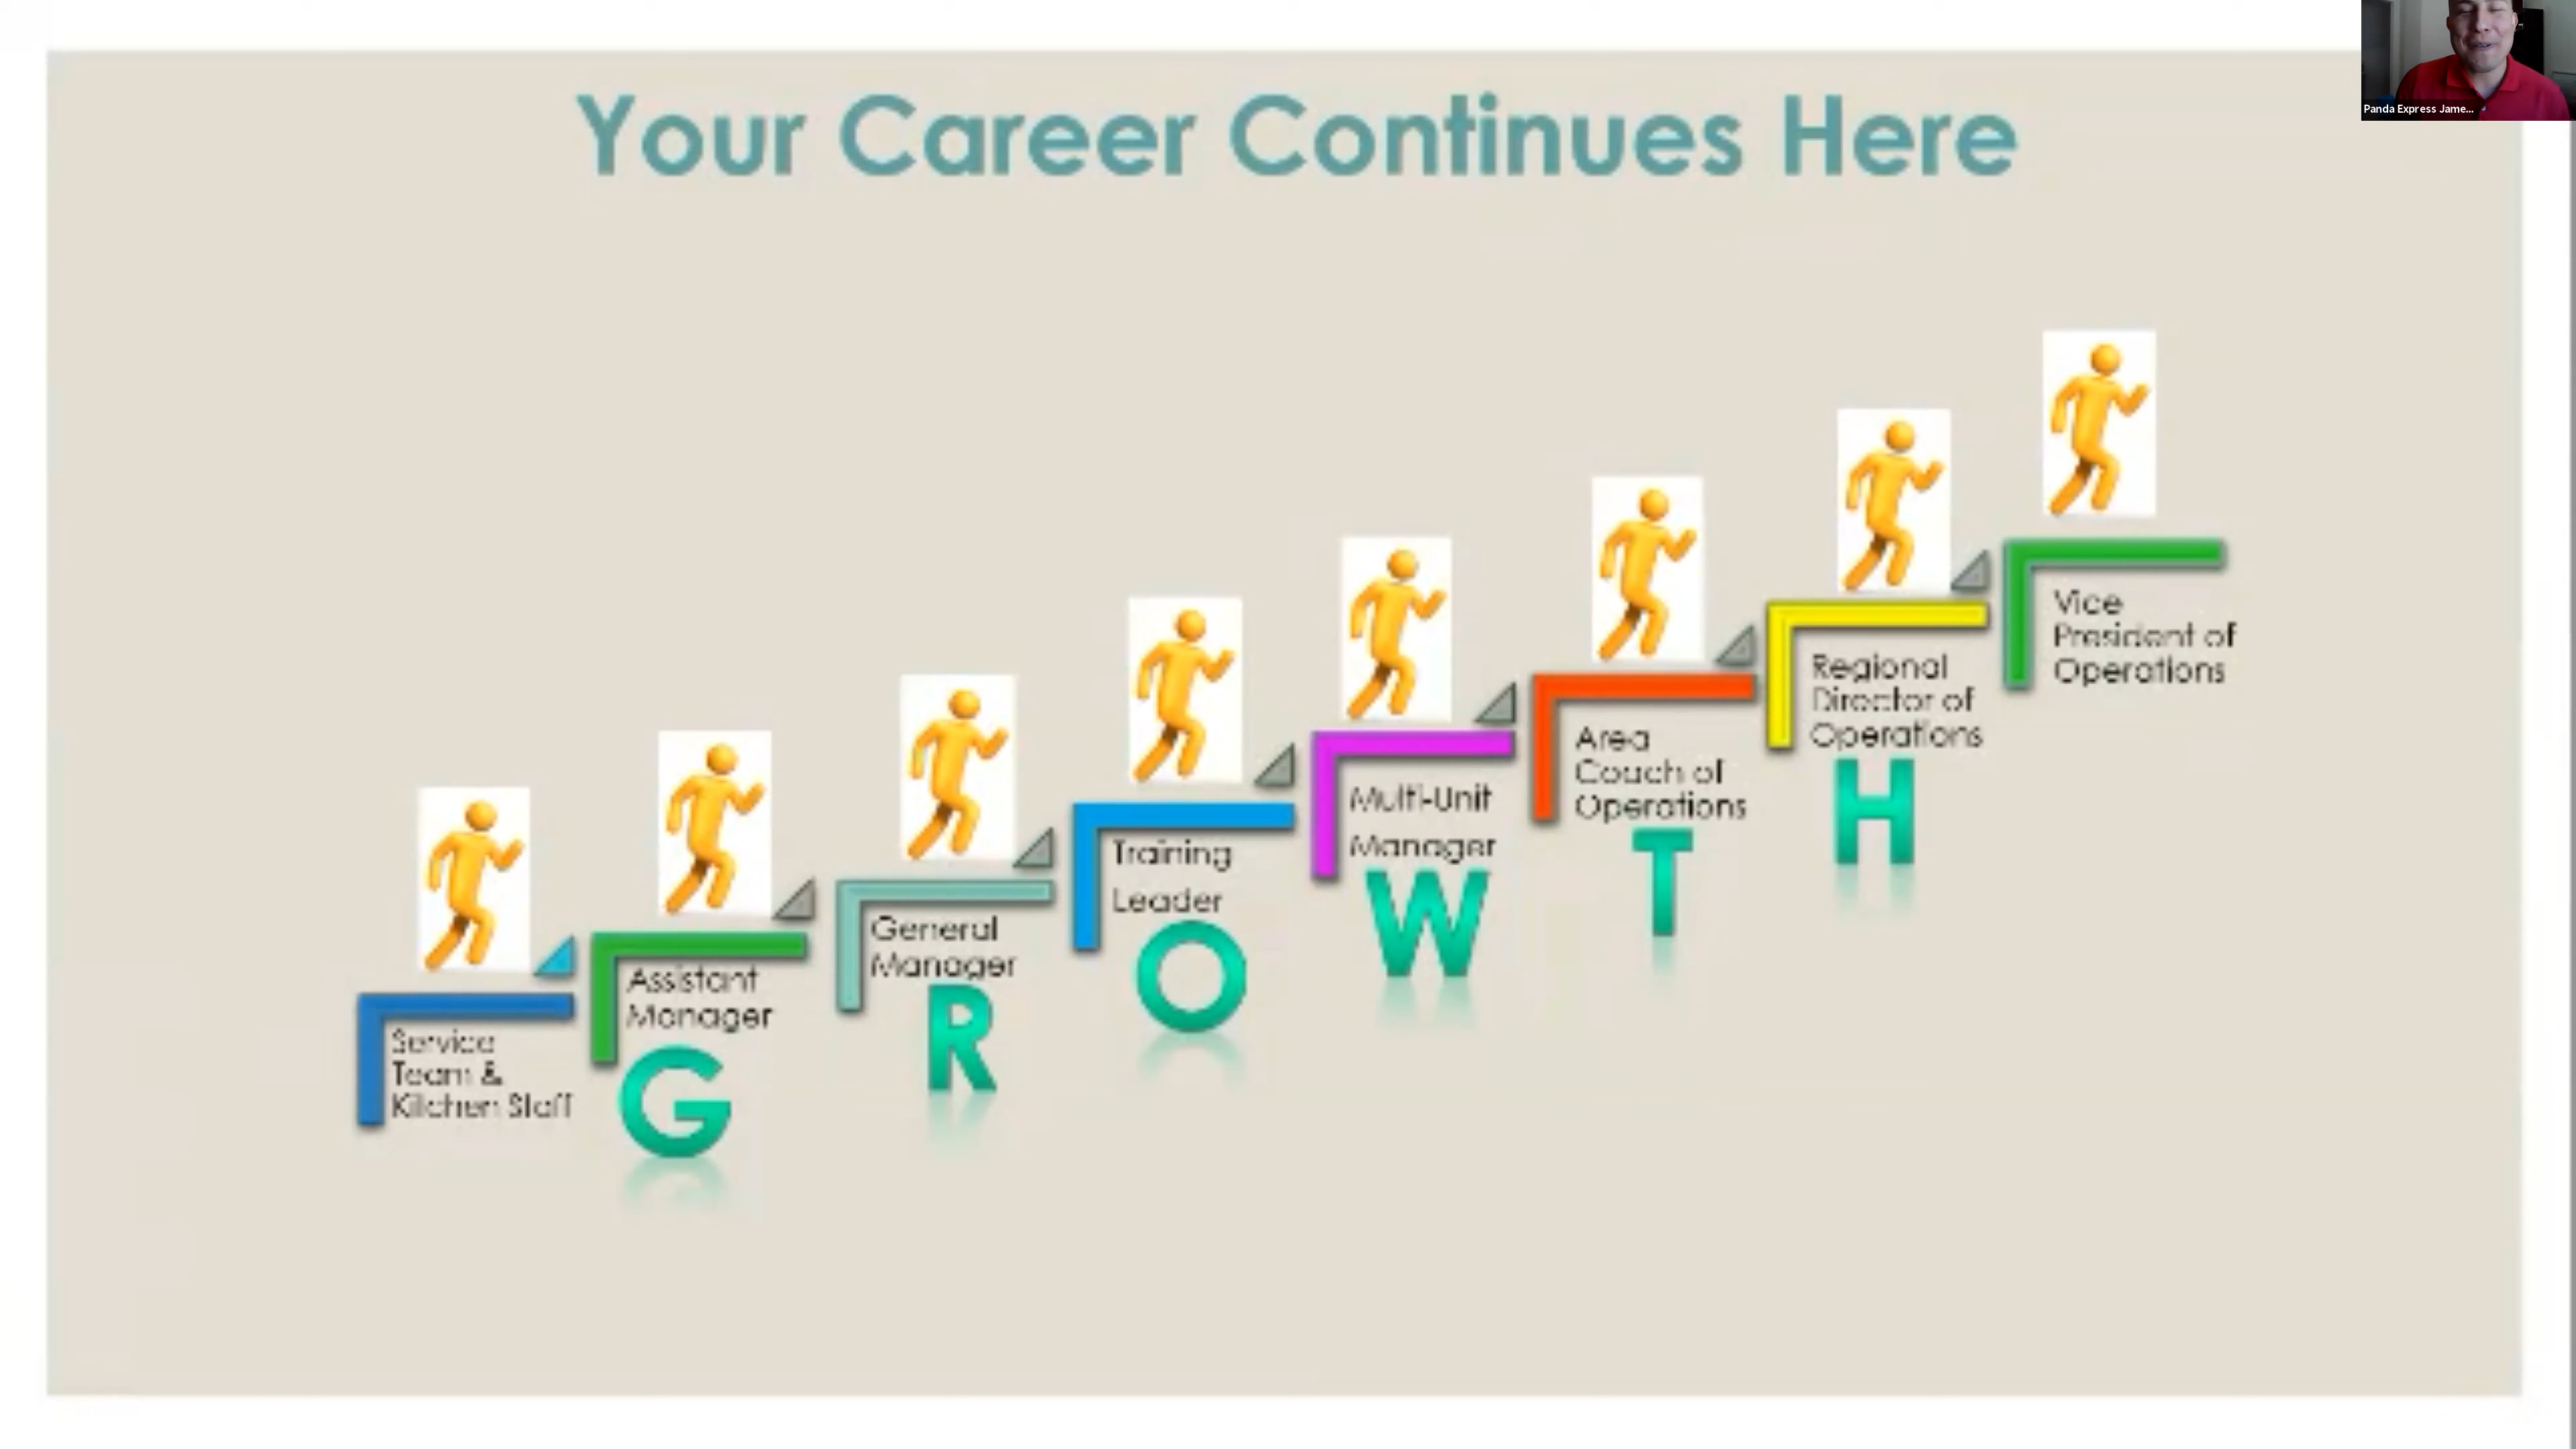 Your Career Continues Here
Panda Express Jame...
Service
Team &
Kitchen Staff
Assistant
Manager
G
General
Manager
R
Training
Leader
O
Multi-Unit
Manager
W
Area
Coach of
Operations
T
Regional
Director of
Operations
H
Vice
President of
Operations